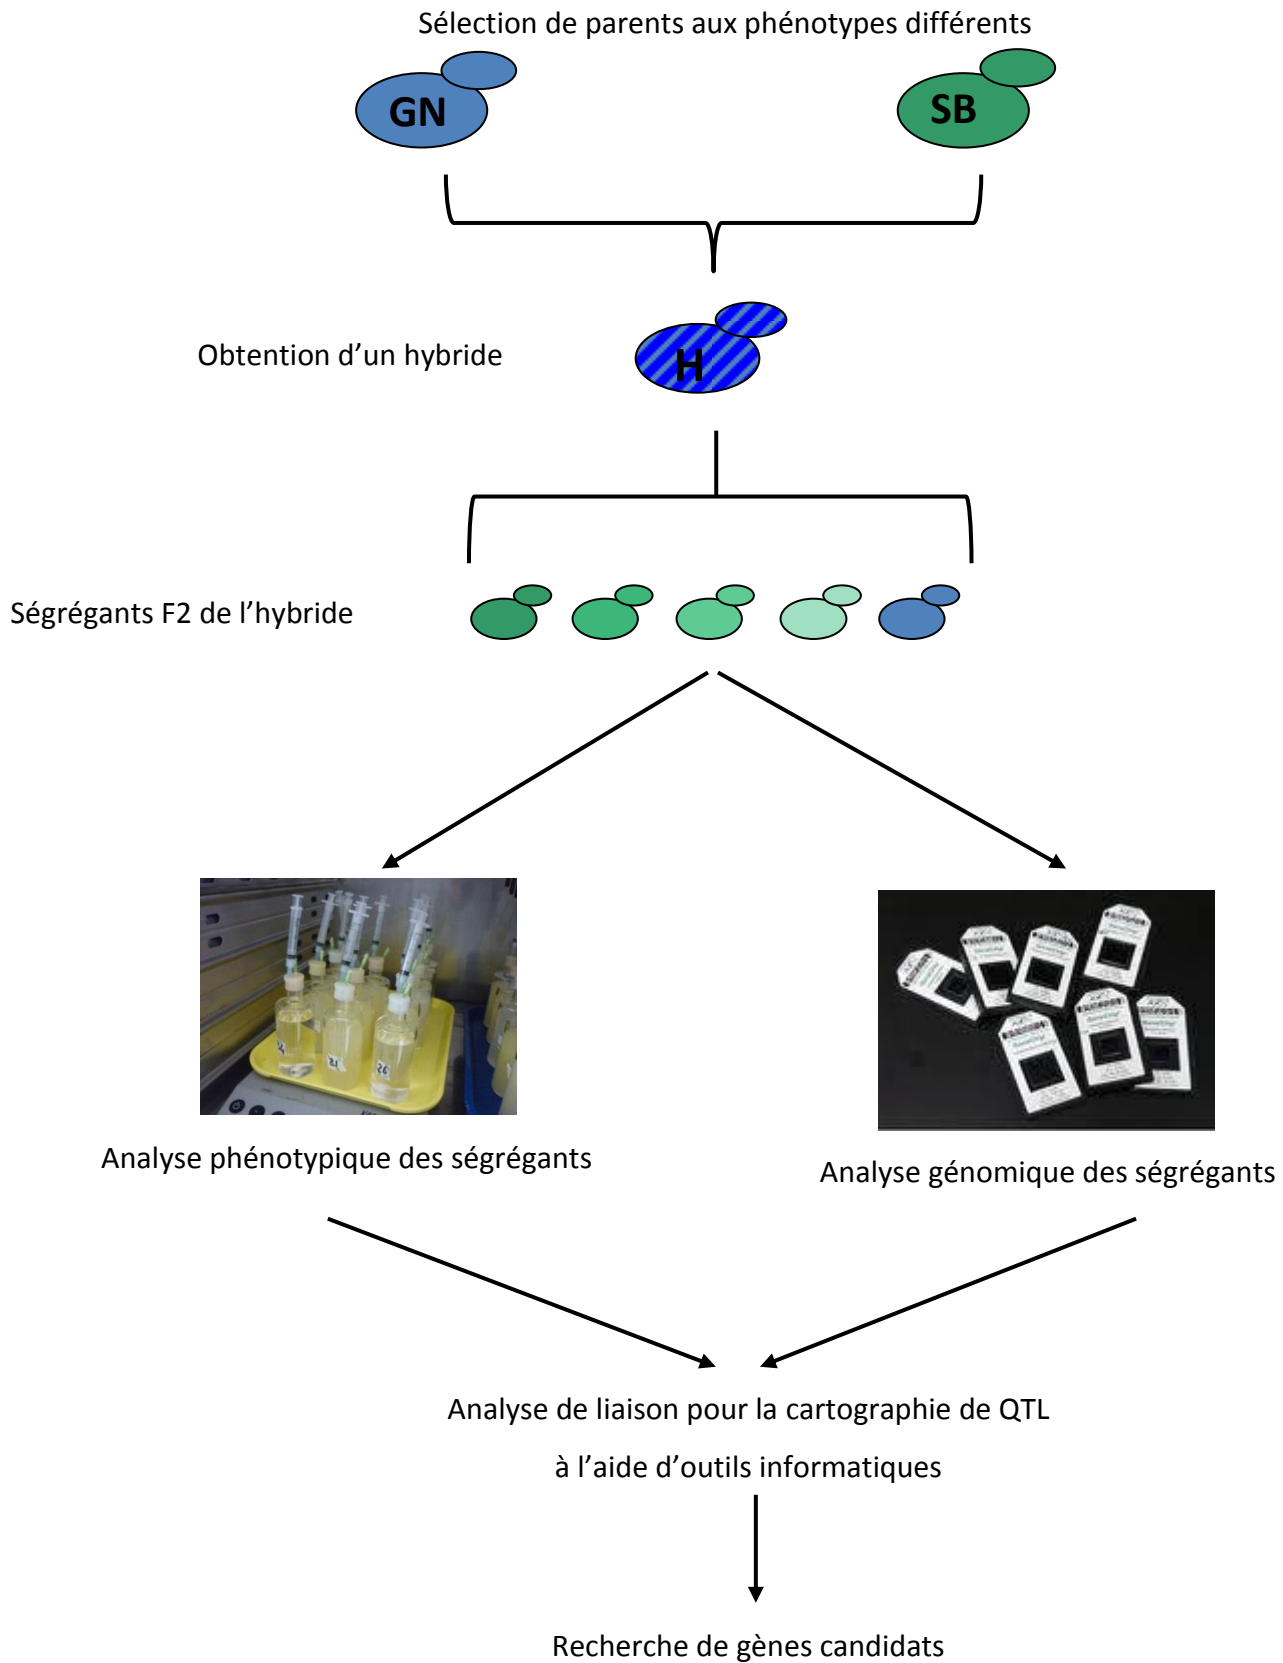 Sélection de parents aux phénotypes différents
GN
SB
Obtention d'un hybride
H
Ségrégants F2 de l'hybride
Analyse phénotypique des ségrégants
Analyse génomique des ségrégants
Analyse de liaison pour la cartographie de QTL
à l'aide d'outils informatiques
Recherche de gènes candidats